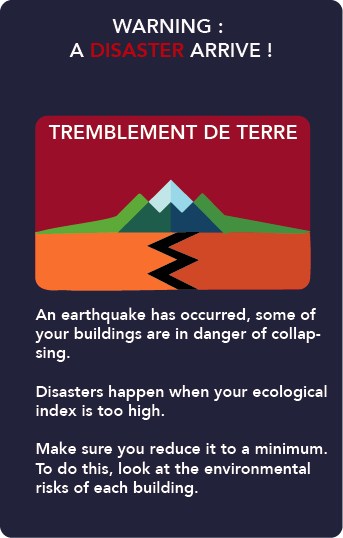 WARNING :
A DISASTER ARRIVE !
TREMBLEMENT DE TERRE
An earthquake has occurred, some of
your buildings are in danger of collap-
sing.
Disasters happen when your ecological
index is too high.
Make sure you reduce it to a minimum.
To do this, look at the environmental
risks of each building.